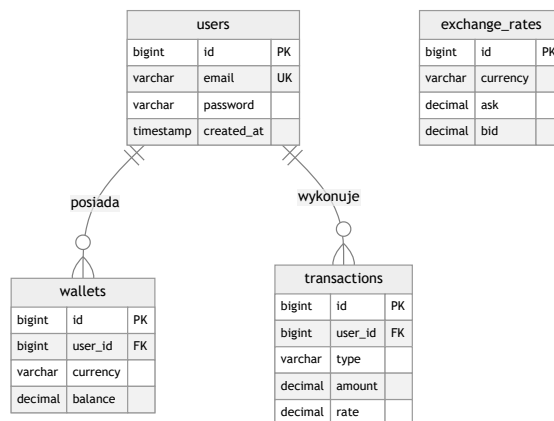 users
bigint id PK
varchar email UK
varchar password
timestamp created_at
exchange_rates
bigint id PK
varchar currency
decimal ask
decimal bid
posiada
wykonuje
wallets
bigint id PK
bigint user_id FK
varchar currency
decimal balance
transactions
bigint id PK
bigint user_id FK
varchar type
decimal amount
decimal rate